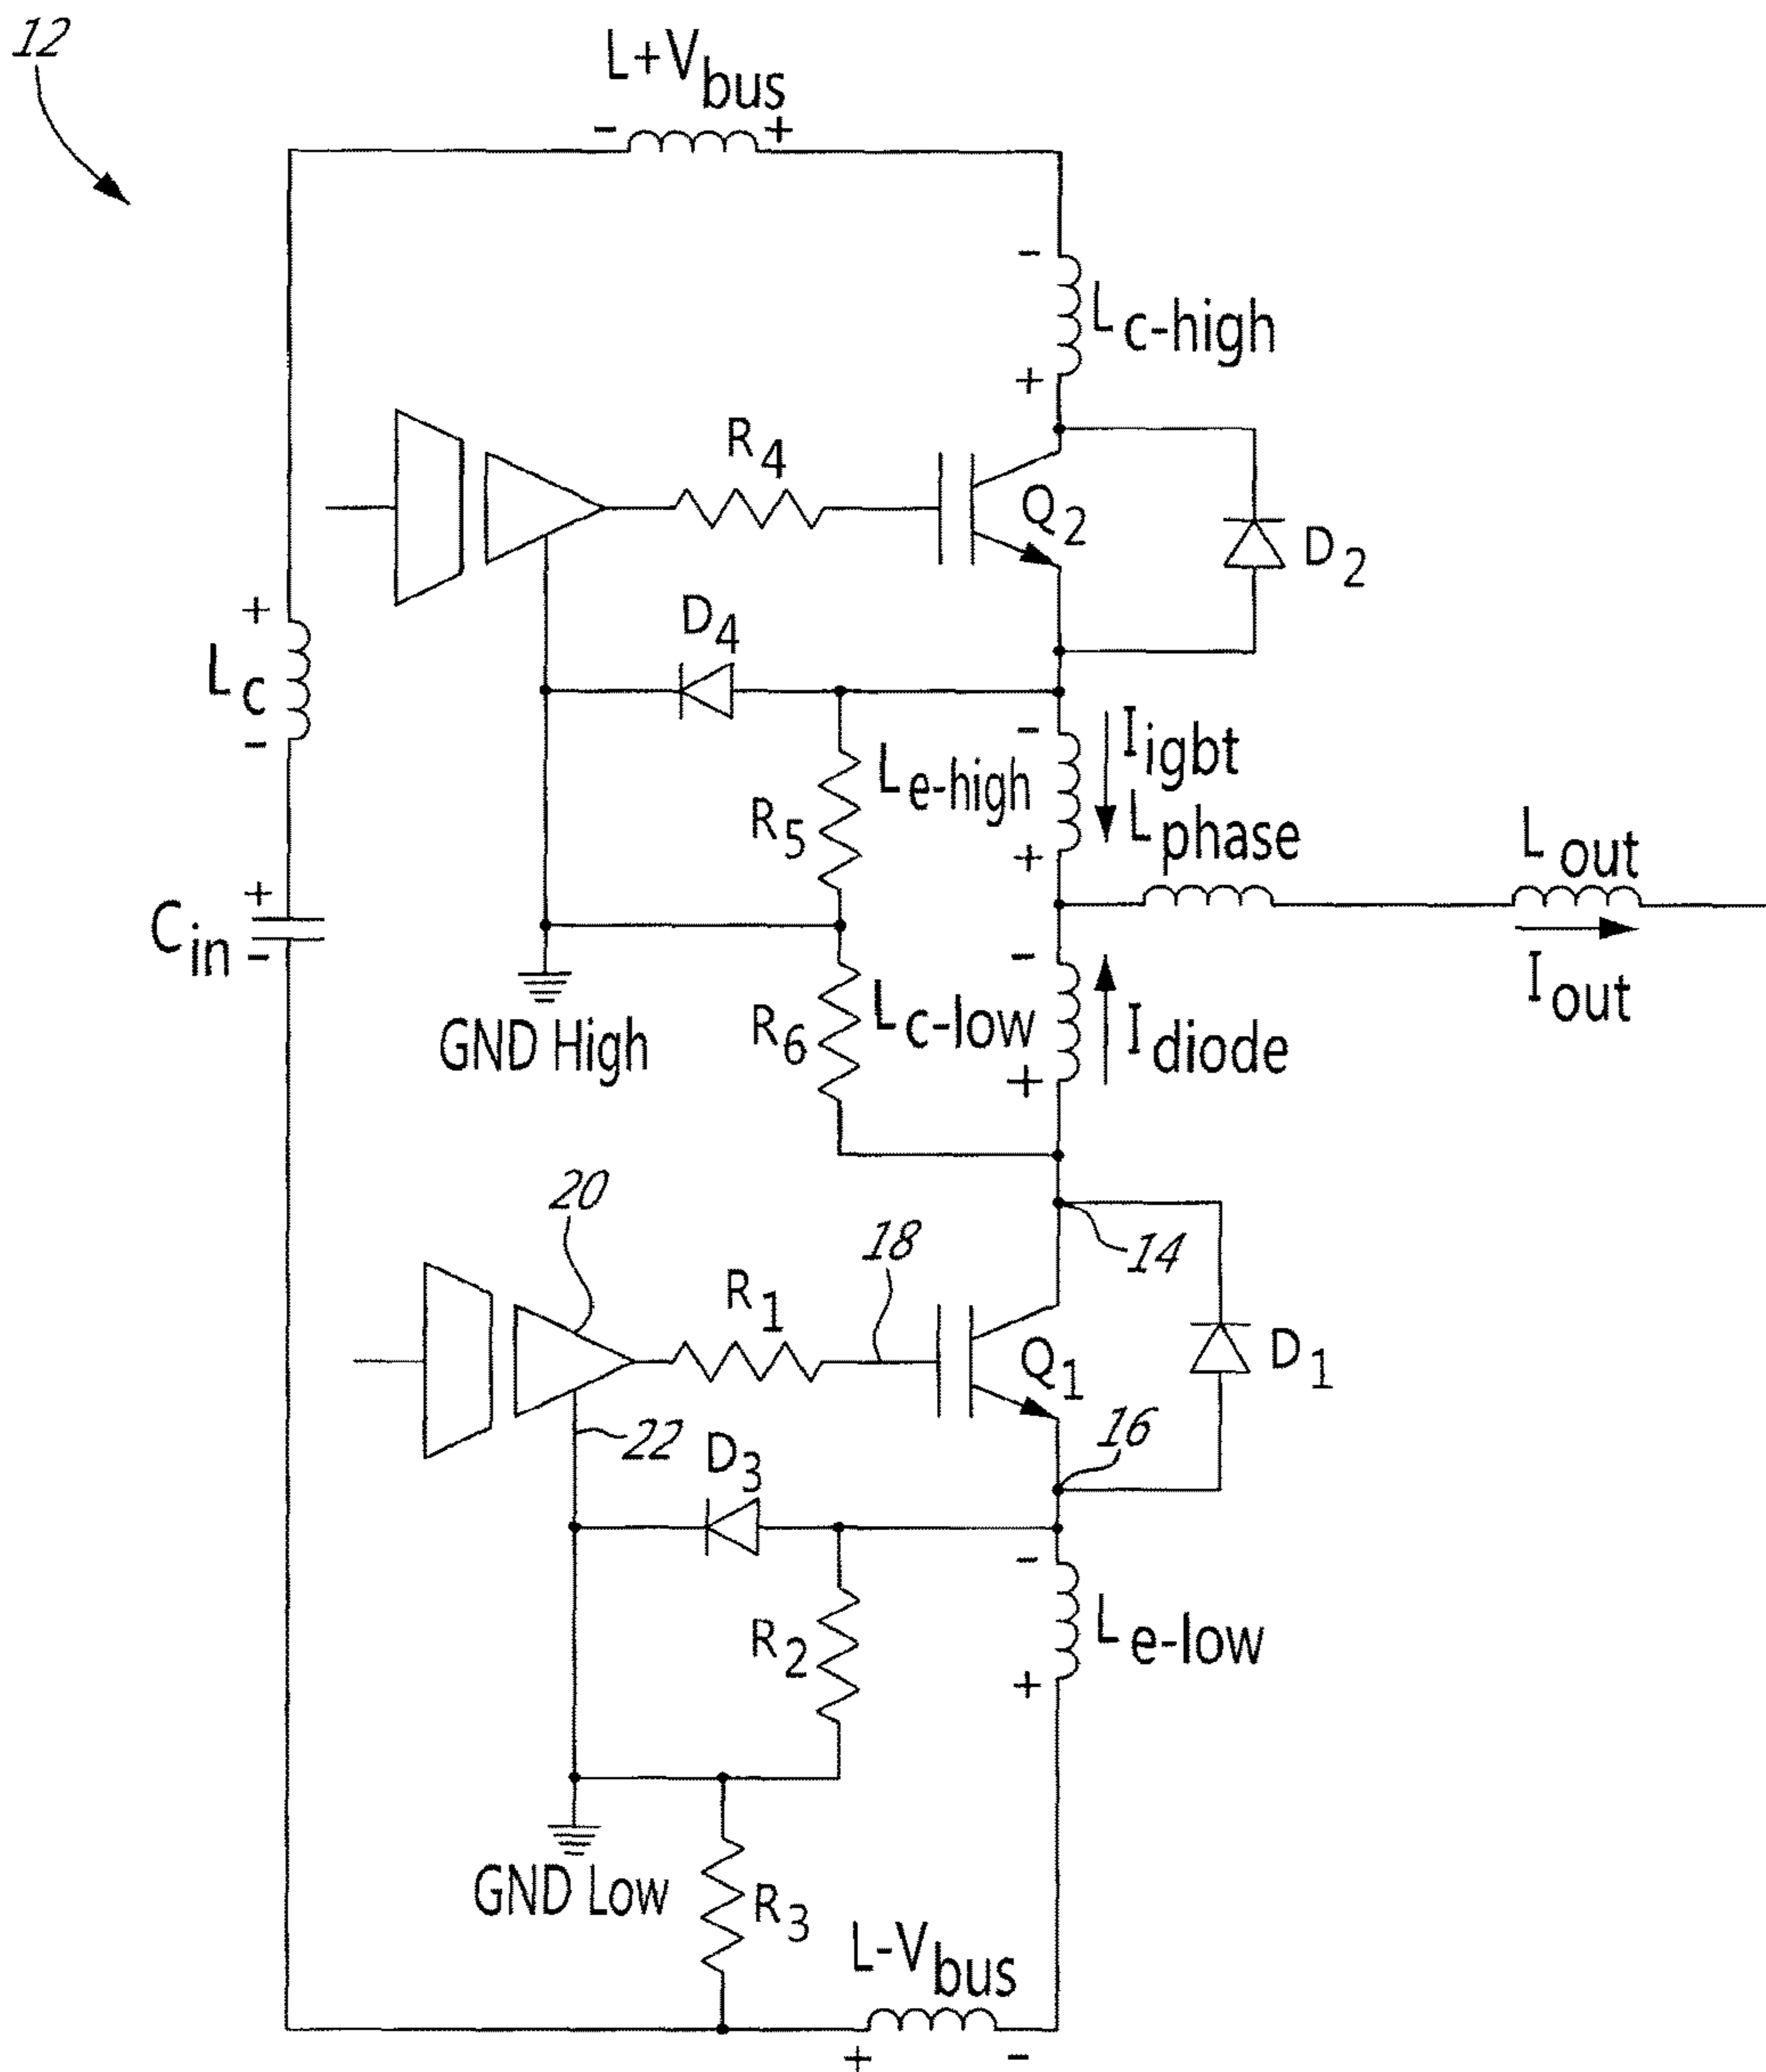 12
L+Vbus
- +
-
Lc-high
+
R4
Q2
D2
+
Lc
-
D4
-
Iigbt
Le-high
R5
Lphase
+
Lout
+
Cin
-
-
Iout
GND High
R6
Lc-low
Idiode
+
20
18
14
R1
Q1
D1
16
22
D3
-
R2
Le-low
+
GND Low
R3
L-Vbus
+ -